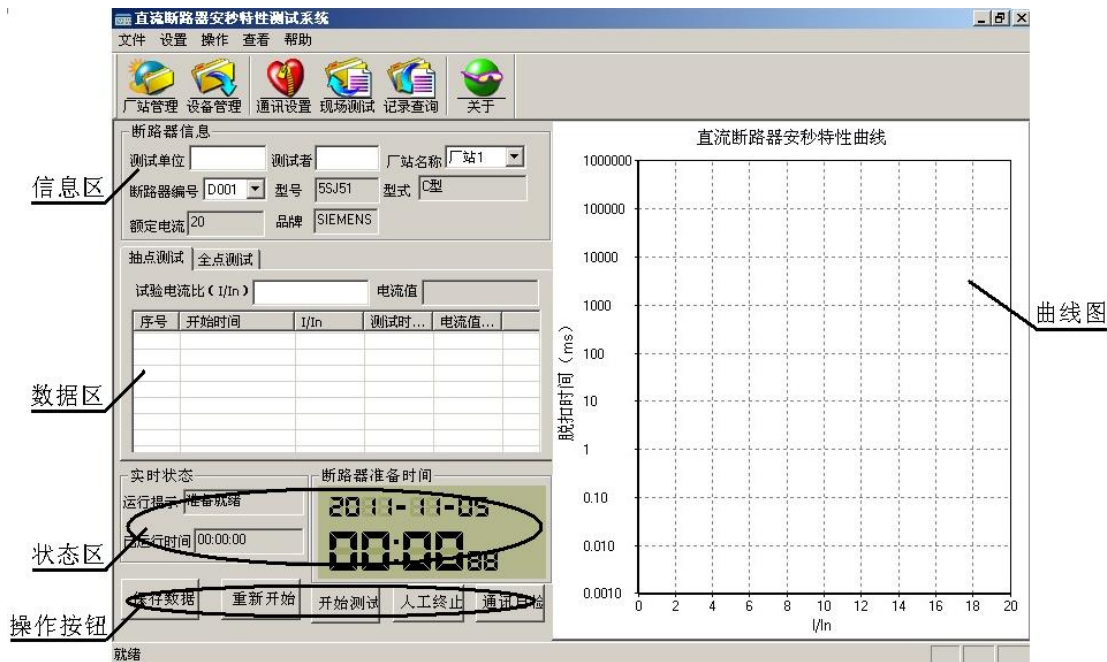 直流断路器安秒特性测试系统
文件 设置 操作 查看 帮助
厂站管理 设备管理 通讯设置 现场测试 记录查询 关于
断路器信息
测试单位 测试者 厂站名称 厂站1
断路器编号 D001 型号 5SJ51 型式 C型
额定电流 20 品牌 SIEMENS
信息区
抽点测试 全点测试
试验电流比(I/In) 电流值
序号 开始时间 I/In 测试时... 电流值...
数据区
实时状态
运行提示 准备就绪
已运行时间 00:00:00
断路器准备时间
2011-11-05
00:00
状态区
保存数据 重新开始 开始测试 人工终止 通讯自检
操作按钮
就绪
直流断路器安秒特性曲线
脱扣时间(ms)
1000000
100000
10000
1000
100
10
1
0.10
0.010
0.0010
0 2 4 6 8 10 12 14 16 18 20
I/In
曲线图